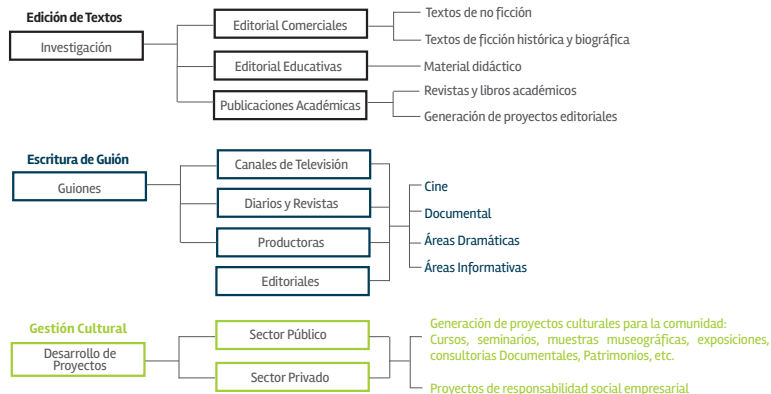 Edición de Textos
Investigación
Editorial Comerciales
Textos de no ficción
Textos de ficción histórica y biográfica
Editorial Educativas
Material didáctico
Publicaciones Académicas
Revistas y libros académicos
Generación de proyectos editoriales
Escritura de Guión
Guiones
Canales de Televisión
Diarios y Revistas
Productoras
Editoriales
Cine
Documental
Áreas Dramáticas
Áreas Informativas
Gestión Cultural
Desarrollo de
Proyectos
Sector Público
Sector Privado
Generación de proyectos culturales para la comunidad:
Cursos, seminarios, muestras museográficas, exposiciones,
consultorias Documentales, Patrimonios, etc.
Proyectos de responsabilidad social empresarial